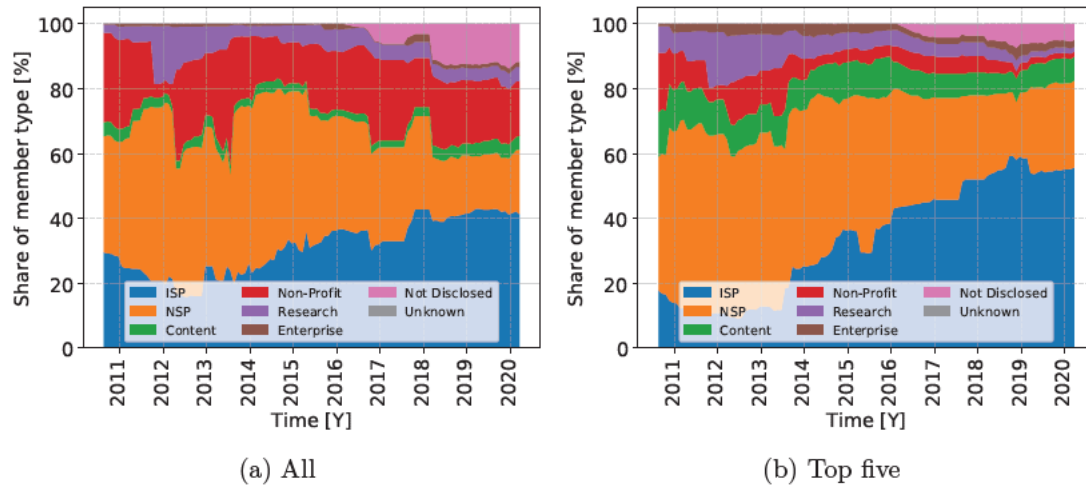 100
80
60
40
20
0
Share of member type [%]
ISP
NSP
Content
Non-Profit
Research
Enterprise
Not Disclosed
Unknown
2011
2012
2013
2014
2015
2016
2017
2018
2019
2020
Time [Y]
(a) All
100
80
60
40
20
0
Share of member type [%]
ISP
NSP
Content
Non-Profit
Research
Enterprise
Not Disclosed
Unknown
2011
2012
2013
2014
2015
2016
2017
2018
2019
2020
Time [Y]
(b) Top five